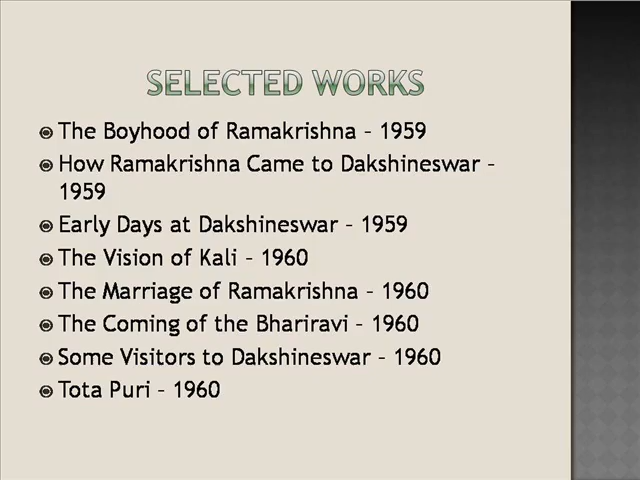 SELECTED WORKS
The Boyhood of Ramakrishna – 1959
How Ramakrishna Came to Dakshineswar –
1959
Early Days at Dakshineswar – 1959
The Vision of Kali – 1960
The Marriage of Ramakrishna – 1960
The Coming of the Bhariravi – 1960
Some Visitors to Dakshineswar – 1960
Tota Puri – 1960